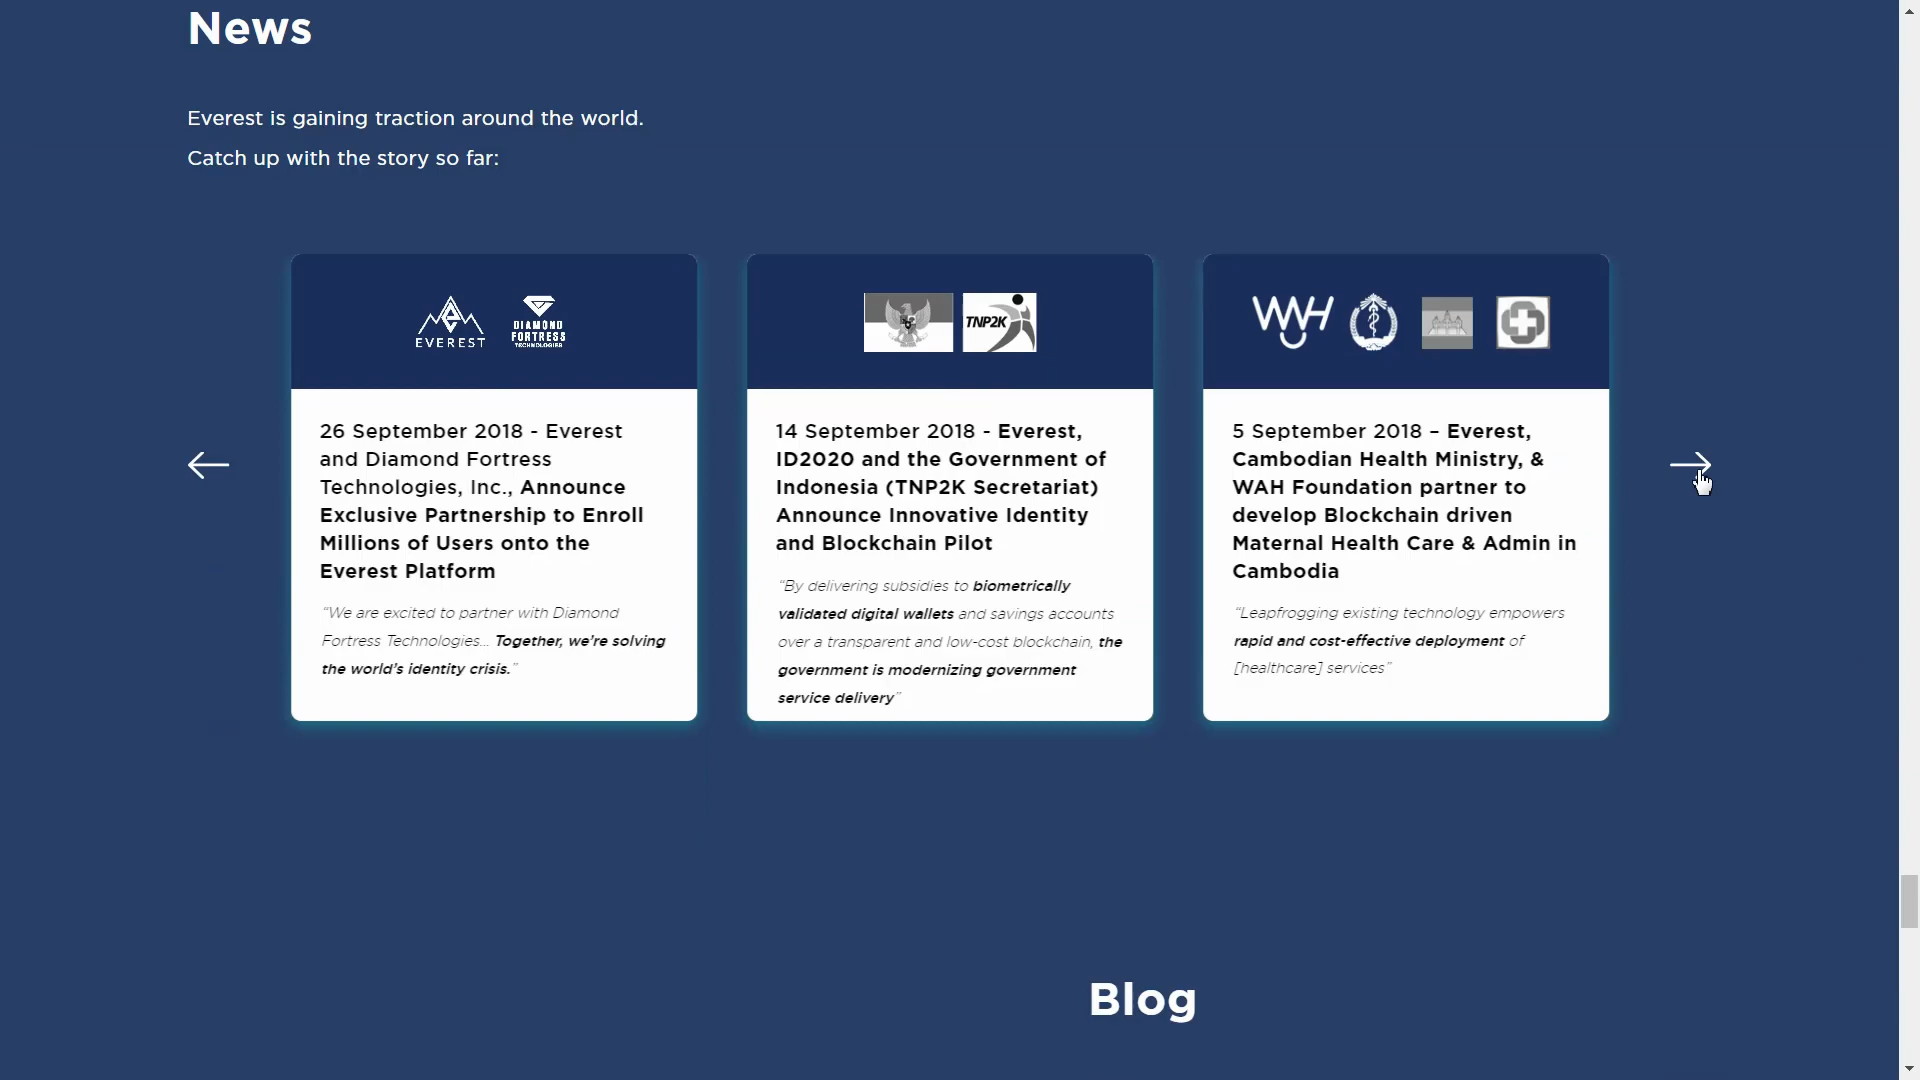 News
Everest is gaining traction around the world.
Catch up with the story so far:
EVEREST
DIAMOND
FORTRESS
TECHNOLOGIES
26 September 2018 - Everest
and Diamond Fortress
Technologies, Inc., Announce
Exclusive Partnership to Enroll
Millions of Users onto the
Everest Platform
“We are excited to partner with Diamond
Fortress Technologies... Together, we’re solving
the world’s identity crisis.”
TNP2K
14 September 2018 - Everest,
ID2020 and the Government of
Indonesia (TNP2K Secretariat)
Announce Innovative Identity
and Blockchain Pilot
“By delivering subsidies to biometrically
validated digital wallets and savings accounts
over a transparent and low-cost blockchain, the
government is modernizing government
service delivery”
WAH
5 September 2018 – Everest,
Cambodian Health Ministry, &
WAH Foundation partner to
develop Blockchain driven
Maternal Health Care & Admin in
Cambodia
“Leapfrogging existing technology empowers
rapid and cost-effective deployment of
[healthcare] services”
Blog